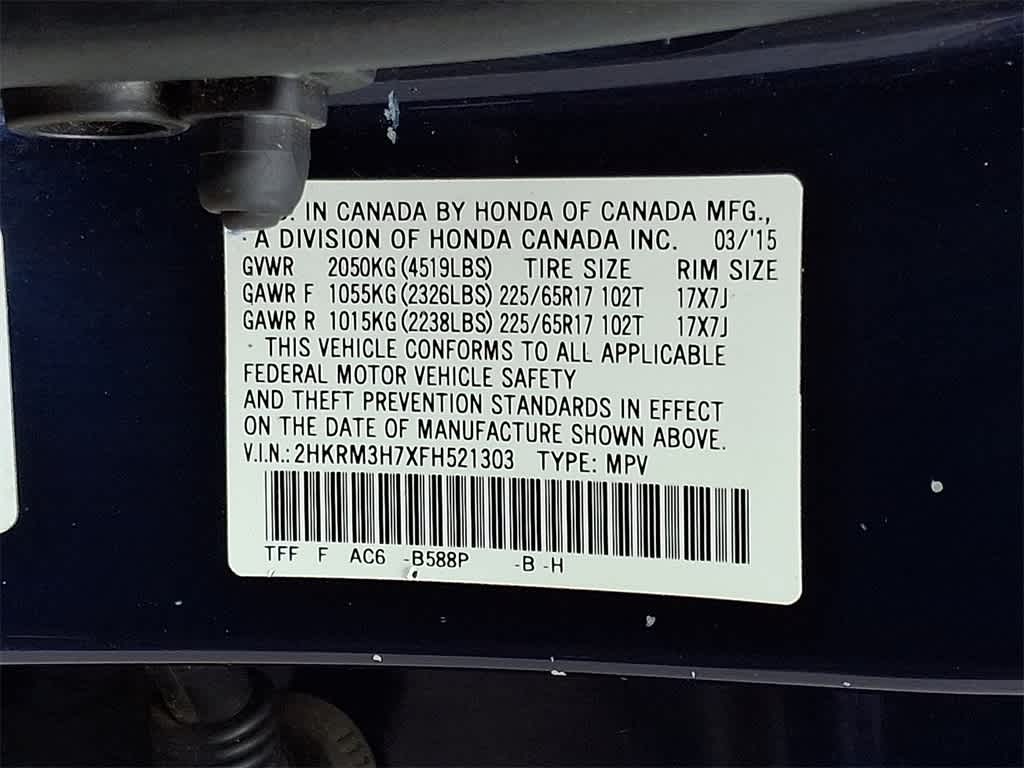 IN CANADA BY HONDA OF CANADA MFG.,
A DIVISION OF HONDA CANADA INC. 03/'15
GVWR 2050KG (4519LBS) TIRE SIZE RIM SIZE
GAWR F 1055KG (2326LBS) 225/65R17 102T 17X7J
GAWR R 1015KG (2238LBS) 225/65R17 102T 17X7J
THIS VEHICLE CONFORMS TO ALL APPLICABLE
FEDERAL MOTOR VEHICLE SAFETY
AND THEFT PREVENTION STANDARDS IN EFFECT
ON THE DATE OF MANUFACTURE SHOWN ABOVE.
V.I.N.: 2HKRM3H7XFH521303 TYPE: MPV
TFF F AC6 -B588P -B -H